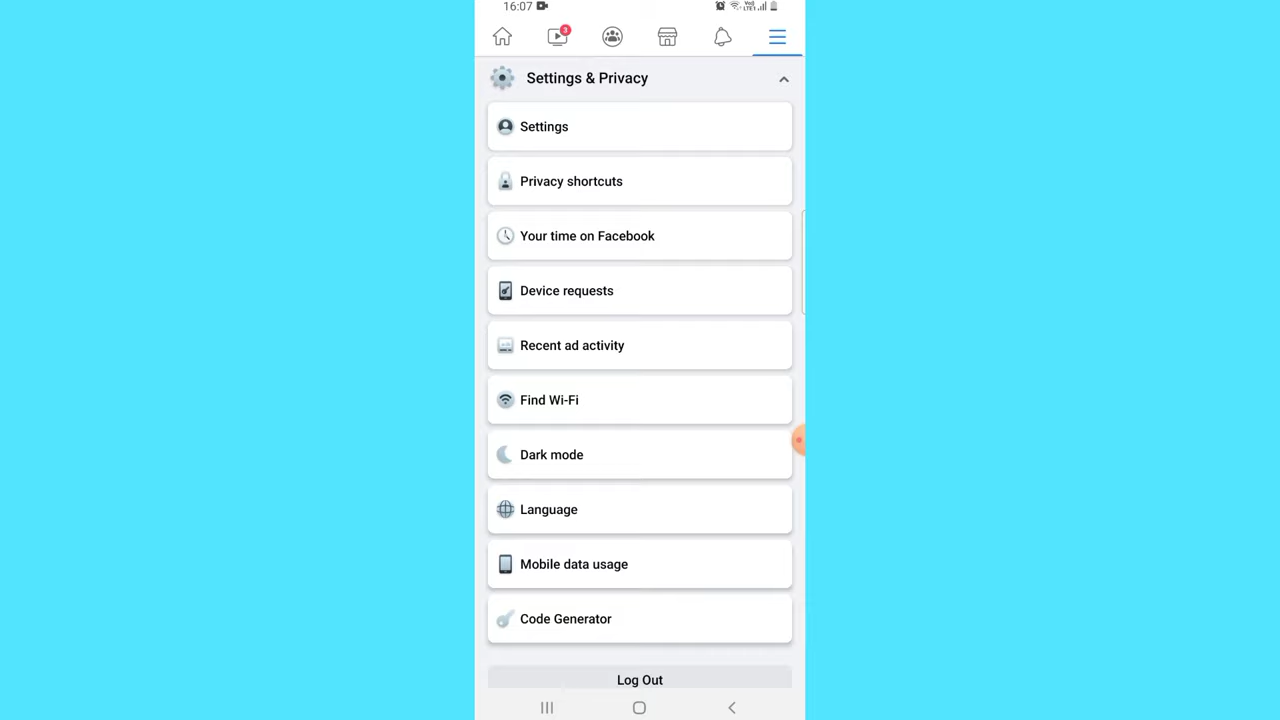 16:07
3
Settings & Privacy
Settings
Privacy shortcuts
Your time on Facebook
Device requests
Recent ad activity
Find Wi-Fi
Dark mode
Language
Mobile data usage
Code Generator
Log Out